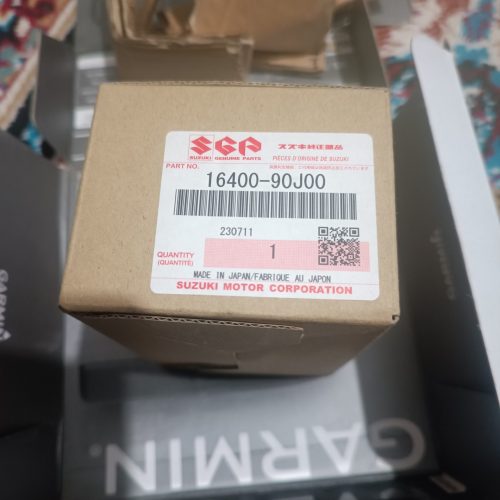 SGP スズキ純正部品
SUZUKI GENUINE PARTS PIÈCES D'ORIGINE DE SUZUKI
PART NO.
16400-90J00
230711
QUANTITY
(QUANTITÉ)
1
MADE IN JAPAN/FABRIQUE AU JAPON
SUZUKI MOTOR CORPORATION
GARMIN
GARMIN.